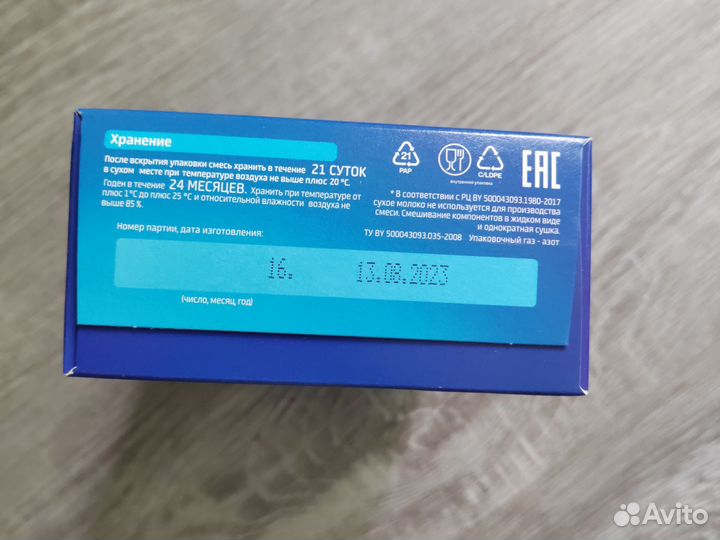 Хранение
После вскрытия упаковки смесь хранить в течение 21 СУТОК
в сухом месте при температуре воздуха не выше плюс 20 °С.
Годен в течение 24 МЕСЯЦЕВ. Хранить при температуре от
плюс 1°С до плюс 25 °С и относительной влажности воздуха не
выше 85 %.
Номер партии, дата изготовления:
16. 13.08.2023
(число, месяц, год)
21
PAP
внутренняя упаковка
C/LDPE
EAC
* В соответствии с РЦ BY 500043093.1980-2017
сухое молоко не используется для производства
смеси. Смешивание компонентов в жидком виде
и однократная сушка.
ТУ BY 500043093.035-2008 Упаковочный газ - азот
Avito